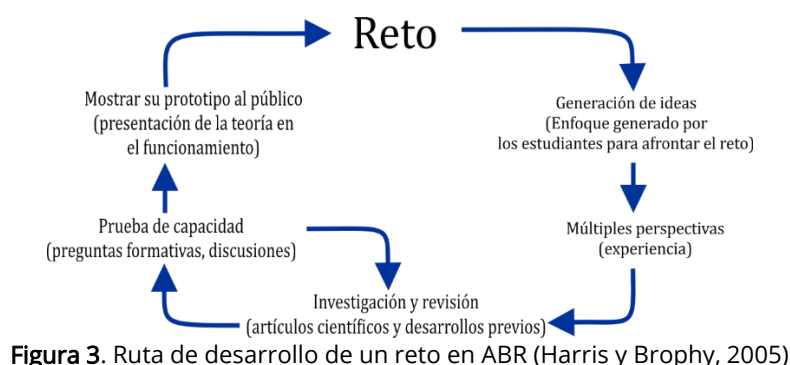 Reto
Generación de ideas
(Enfoque generado por
los estudiantes para afrontar el reto)
Múltiples perspectivas
(experiencia)
Investigación y revisión
(artículos científicos y desarrollos previos)
Prueba de capacidad
(preguntas formativas, discusiones)
Mostrar su prototipo al público
(presentación de la teoría en
el funcionamiento)
Figura 3. Ruta de desarrollo de un reto en ABR (Harris y Brophy, 2005)